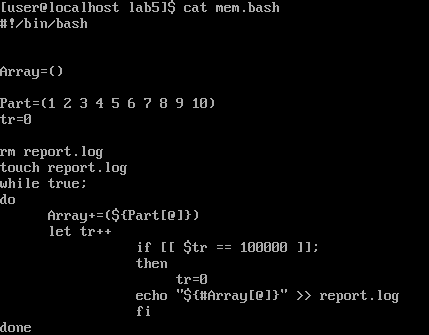 [user@localhost lab5]$ cat mem.bash
#!/bin/bash
Array=()
Part=(1 2 3 4 5 6 7 8 9 10)
tr=0
rm report.log
touch report.log
while true;
do
Array+=(${Part[@]})
let tr++
if [[ $tr == 100000 ]];
then
tr=0
echo "${#Array[@]}" >> report.log
fi
done